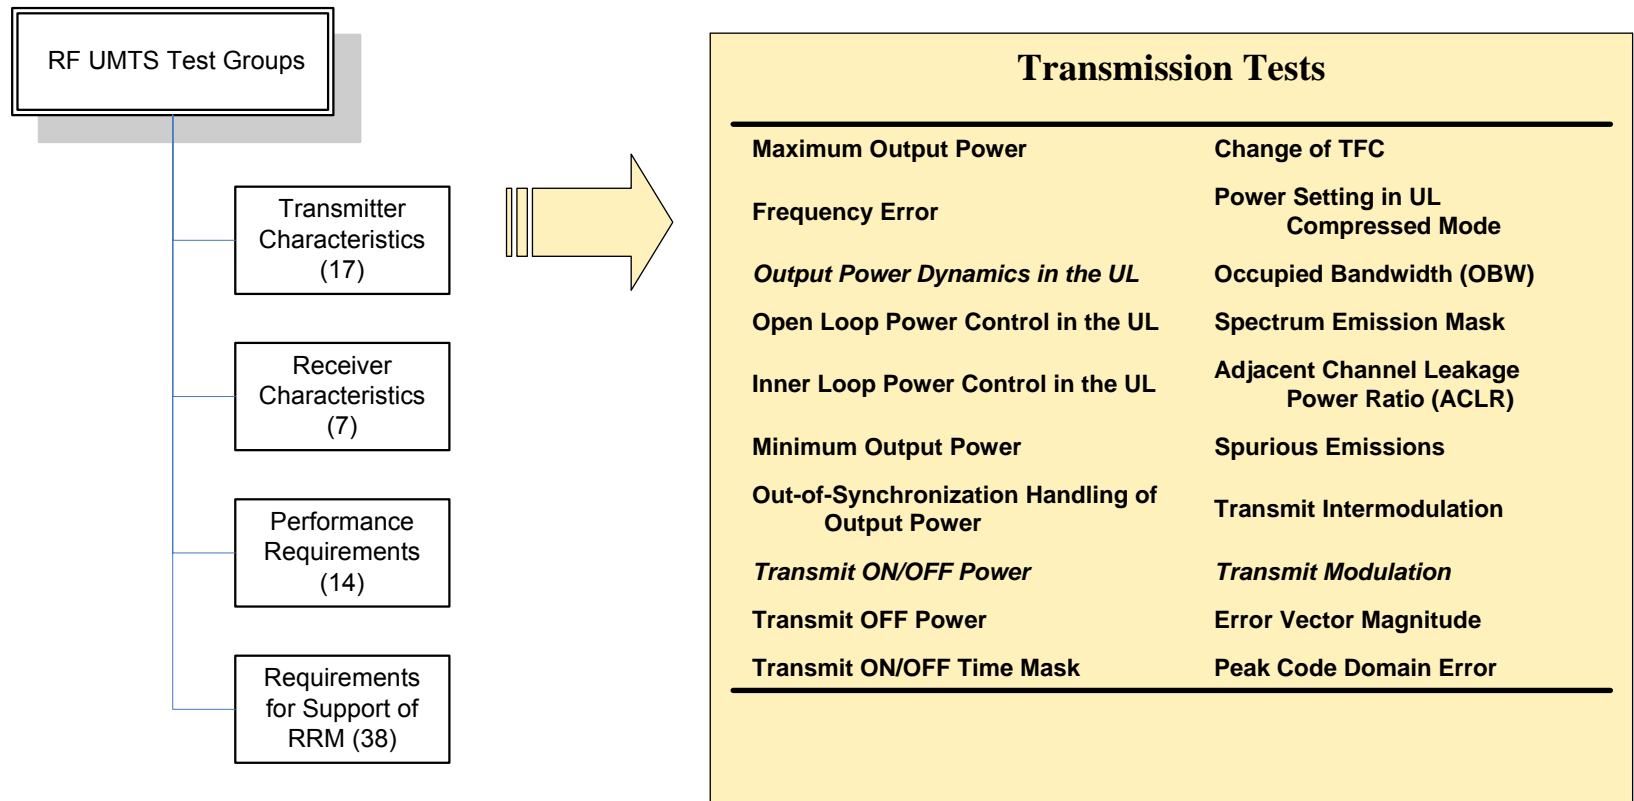 RF UMTS Test Groups
Transmitter
Characteristics
(17)
Receiver
Characteristics
(7)
Performance
Requirements
(14)
Requirements
for Support of
RRM (38)
Transmission Tests
Maximum Output Power
Change of TFC
Frequency Error
Power Setting in UL
Compressed Mode
Output Power Dynamics in the UL
Occupied Bandwidth (OBW)
Open Loop Power Control in the UL
Spectrum Emission Mask
Inner Loop Power Control in the UL
Adjacent Channel Leakage
Power Ratio (ACLR)
Minimum Output Power
Spurious Emissions
Out-of-Synchronization Handling of
Output Power
Transmit Intermodulation
Transmit ON/OFF Power
Transmit Modulation
Transmit OFF Power
Error Vector Magnitude
Transmit ON/OFF Time Mask
Peak Code Domain Error